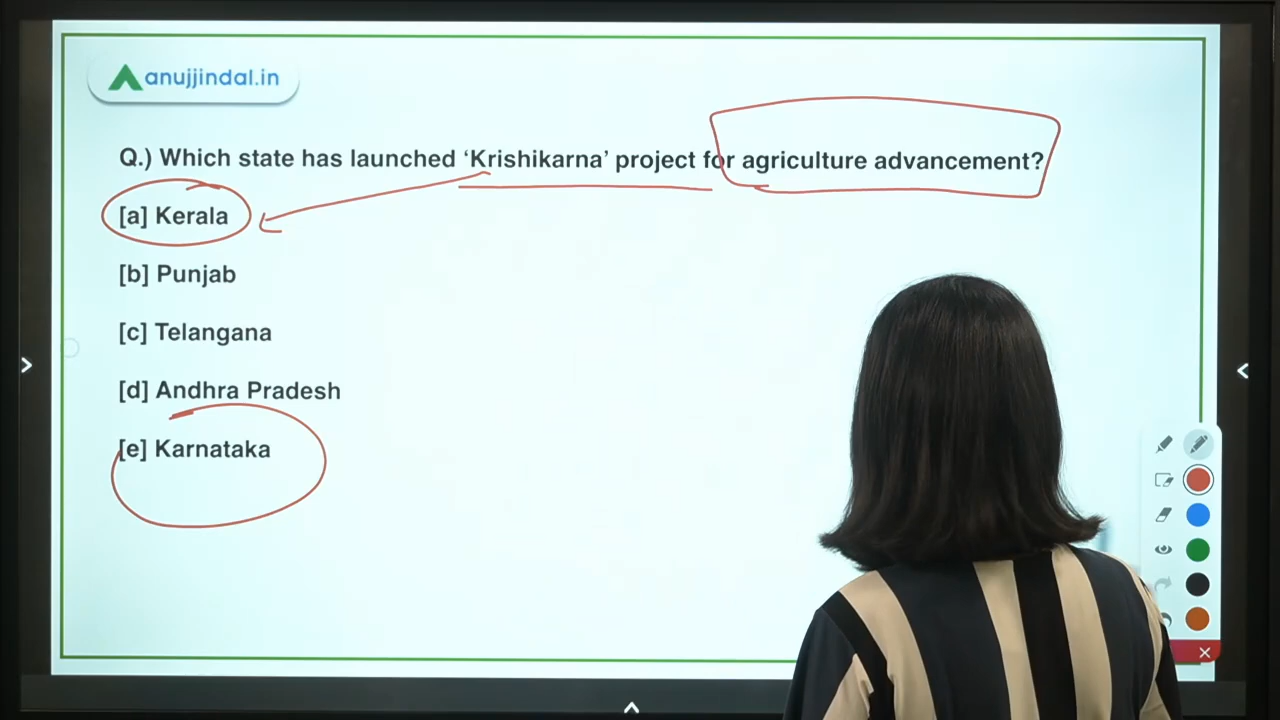 anujjindal.in
Q.) Which state has launched ‘Krishikarna’ project for agriculture advancement?
[a] Kerala
[b] Punjab
[c] Telangana
[d] Andhra Pradesh
[e] Karnataka